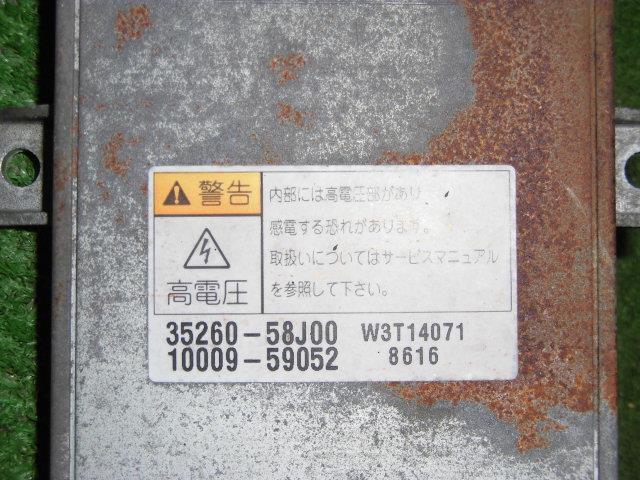 警告
高電圧
内部には高電圧部があり
感電する恐れがあります。
取扱いについてはサービスマニュアル
を参照して下さい。
35260-58J00 W3T14071
10009-59052 8616